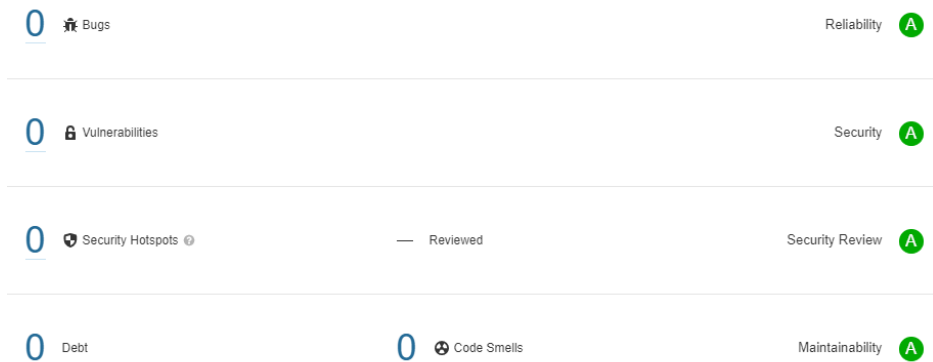 0 Bugs Reliability A
0 Vulnerabilities Security A
0 Security Hotspots ? — Reviewed Security Review A
0 Debt 0 Code Smells Maintainability A